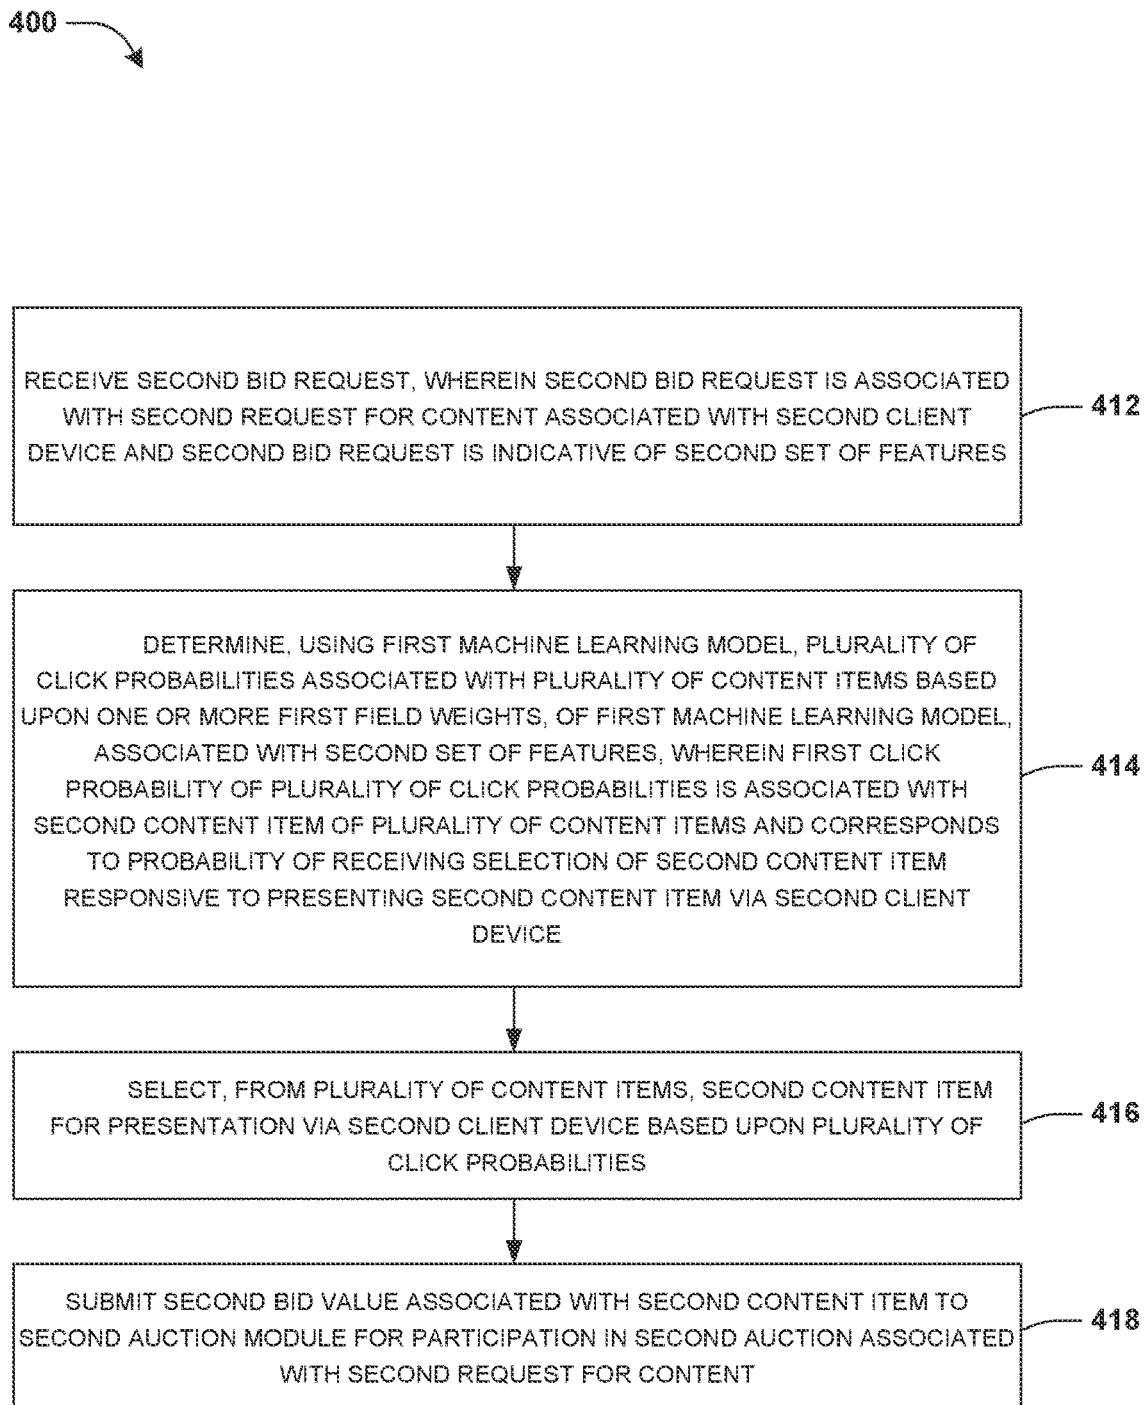 400
RECEIVE SECOND BID REQUEST, WHEREIN SECOND BID REQUEST IS ASSOCIATED
WITH SECOND REQUEST FOR CONTENT ASSOCIATED WITH SECOND CLIENT
DEVICE AND SECOND BID REQUEST IS INDICATIVE OF SECOND SET OF FEATURES
412
DETERMINE, USING FIRST MACHINE LEARNING MODEL, PLURALITY OF
CLICK PROBABILITIES ASSOCIATED WITH PLURALITY OF CONTENT ITEMS BASED
UPON ONE OR MORE FIRST FIELD WEIGHTS, OF FIRST MACHINE LEARNING MODEL,
ASSOCIATED WITH SECOND SET OF FEATURES, WHEREIN FIRST CLICK
PROBABILITY OF PLURALITY OF CLICK PROBABILITIES IS ASSOCIATED WITH
SECOND CONTENT ITEM OF PLURALITY OF CONTENT ITEMS AND CORRESPONDS
TO PROBABILITY OF RECEIVING SELECTION OF SECOND CONTENT ITEM
RESPONSIVE TO PRESENTING SECOND CONTENT ITEM VIA SECOND CLIENT
DEVICE
414
SELECT, FROM PLURALITY OF CONTENT ITEMS, SECOND CONTENT ITEM
FOR PRESENTATION VIA SECOND CLIENT DEVICE BASED UPON PLURALITY OF
CLICK PROBABILITIES
416
SUBMIT SECOND BID VALUE ASSOCIATED WITH SECOND CONTENT ITEM TO
SECOND AUCTION MODULE FOR PARTICIPATION IN SECOND AUCTION ASSOCIATED
WITH SECOND REQUEST FOR CONTENT
418